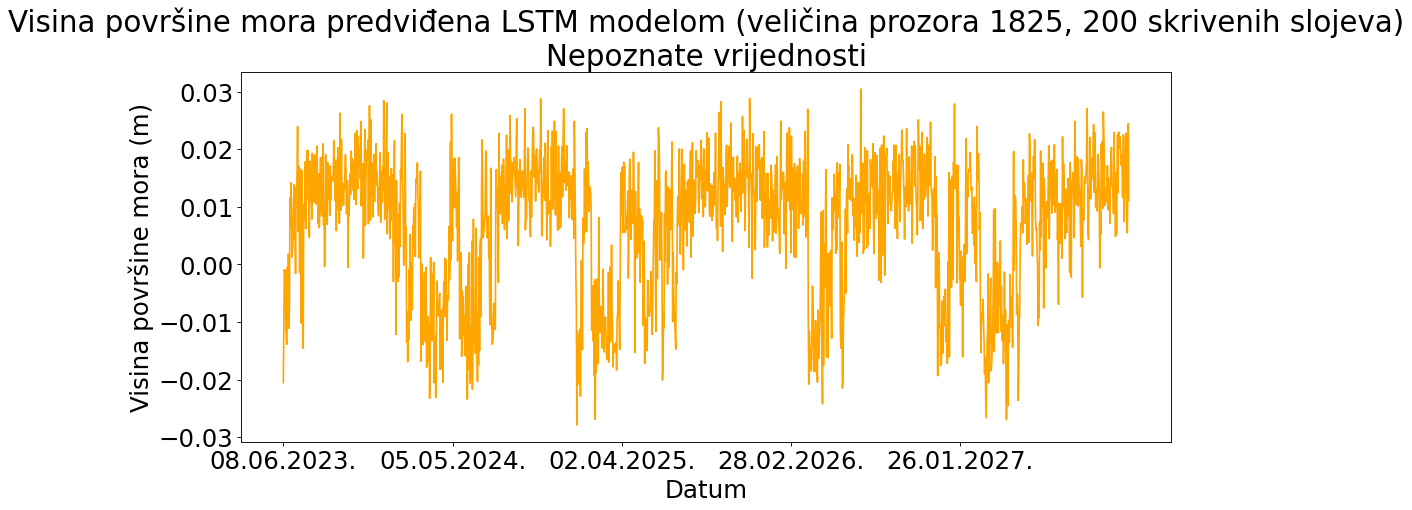 Visina površine mora predviđena LSTM modelom (veličina prozora 1825, 200 skrivenih slojeva)
Nepoznate vrijednosti
Visina površine mora (m)
0.03
0.02
0.01
0.00
−0.01
−0.02
−0.03
08.06.2023. 05.05.2024. 02.04.2025. 28.02.2026. 26.01.2027.
Datum